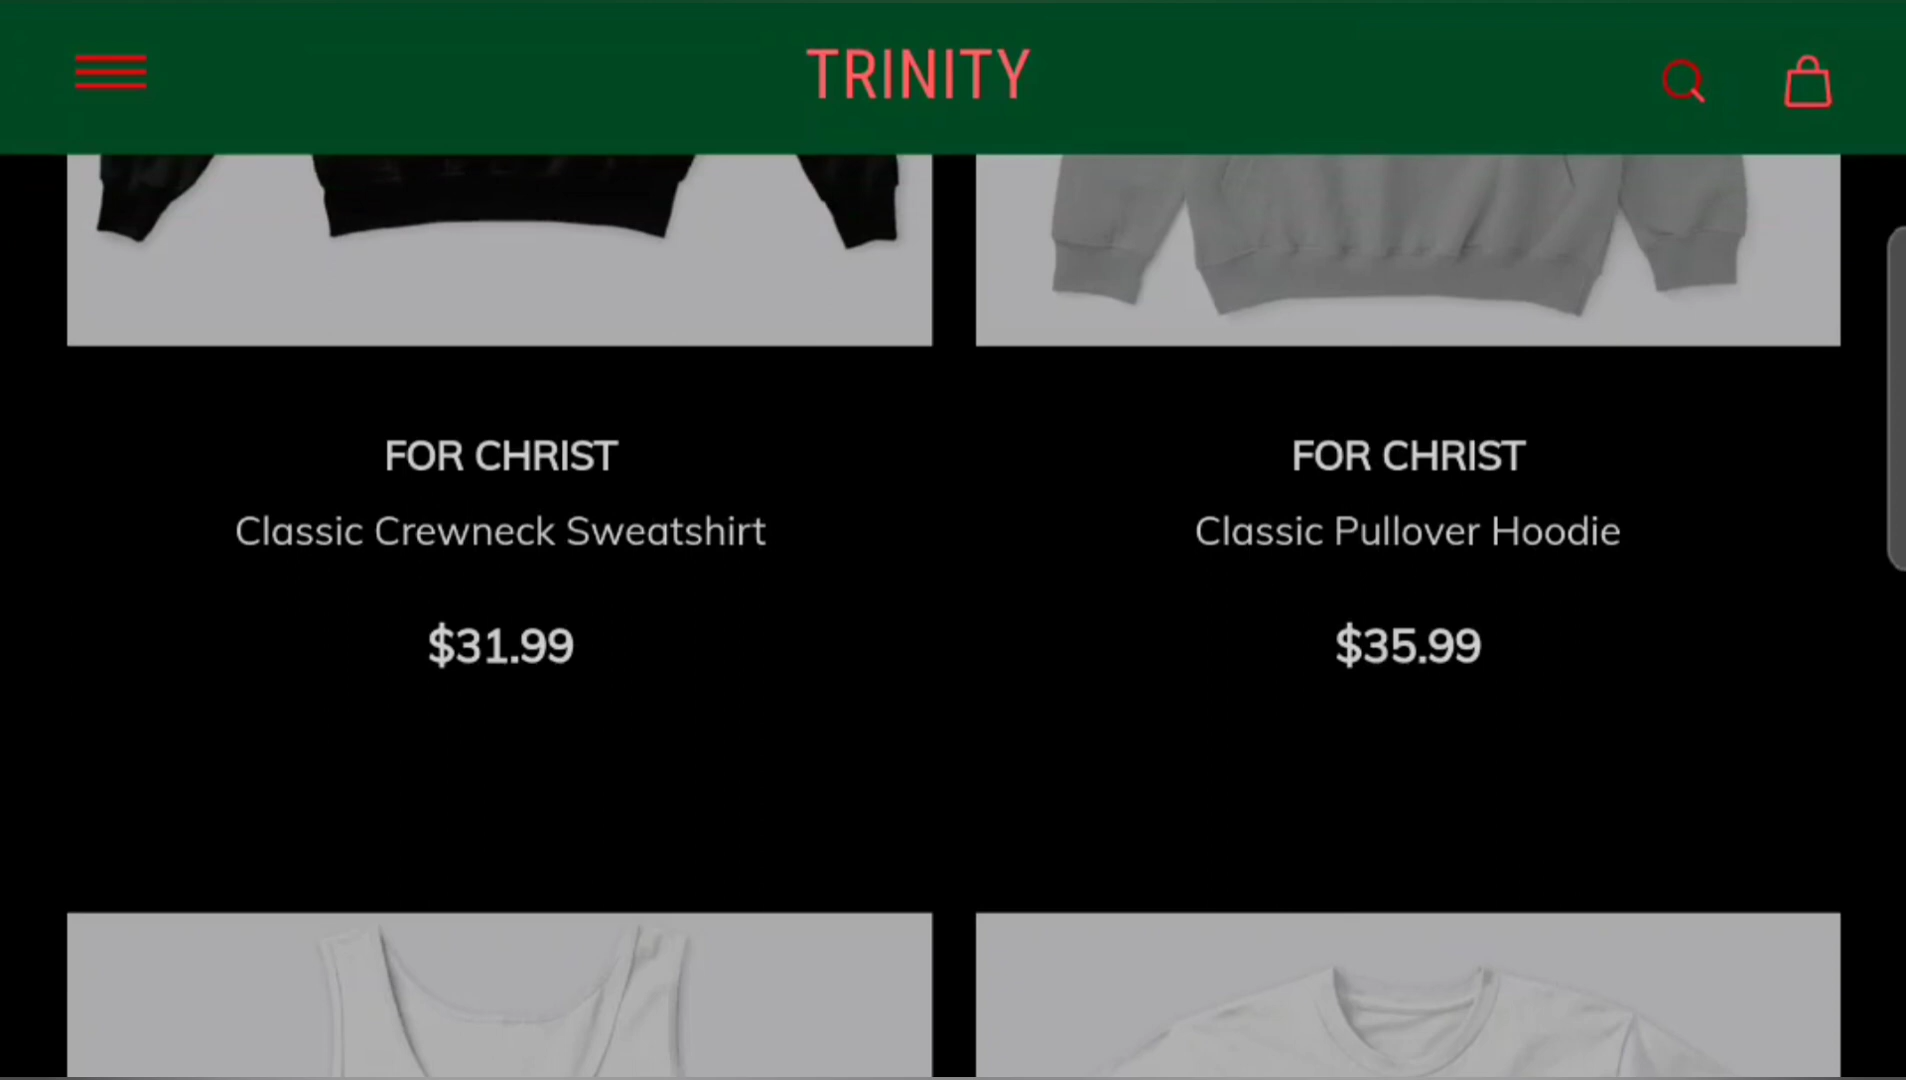 TRINITY
FOR CHRIST
Classic Crewneck Sweatshirt
$31.99
FOR CHRIST
Classic Pullover Hoodie
$35.99